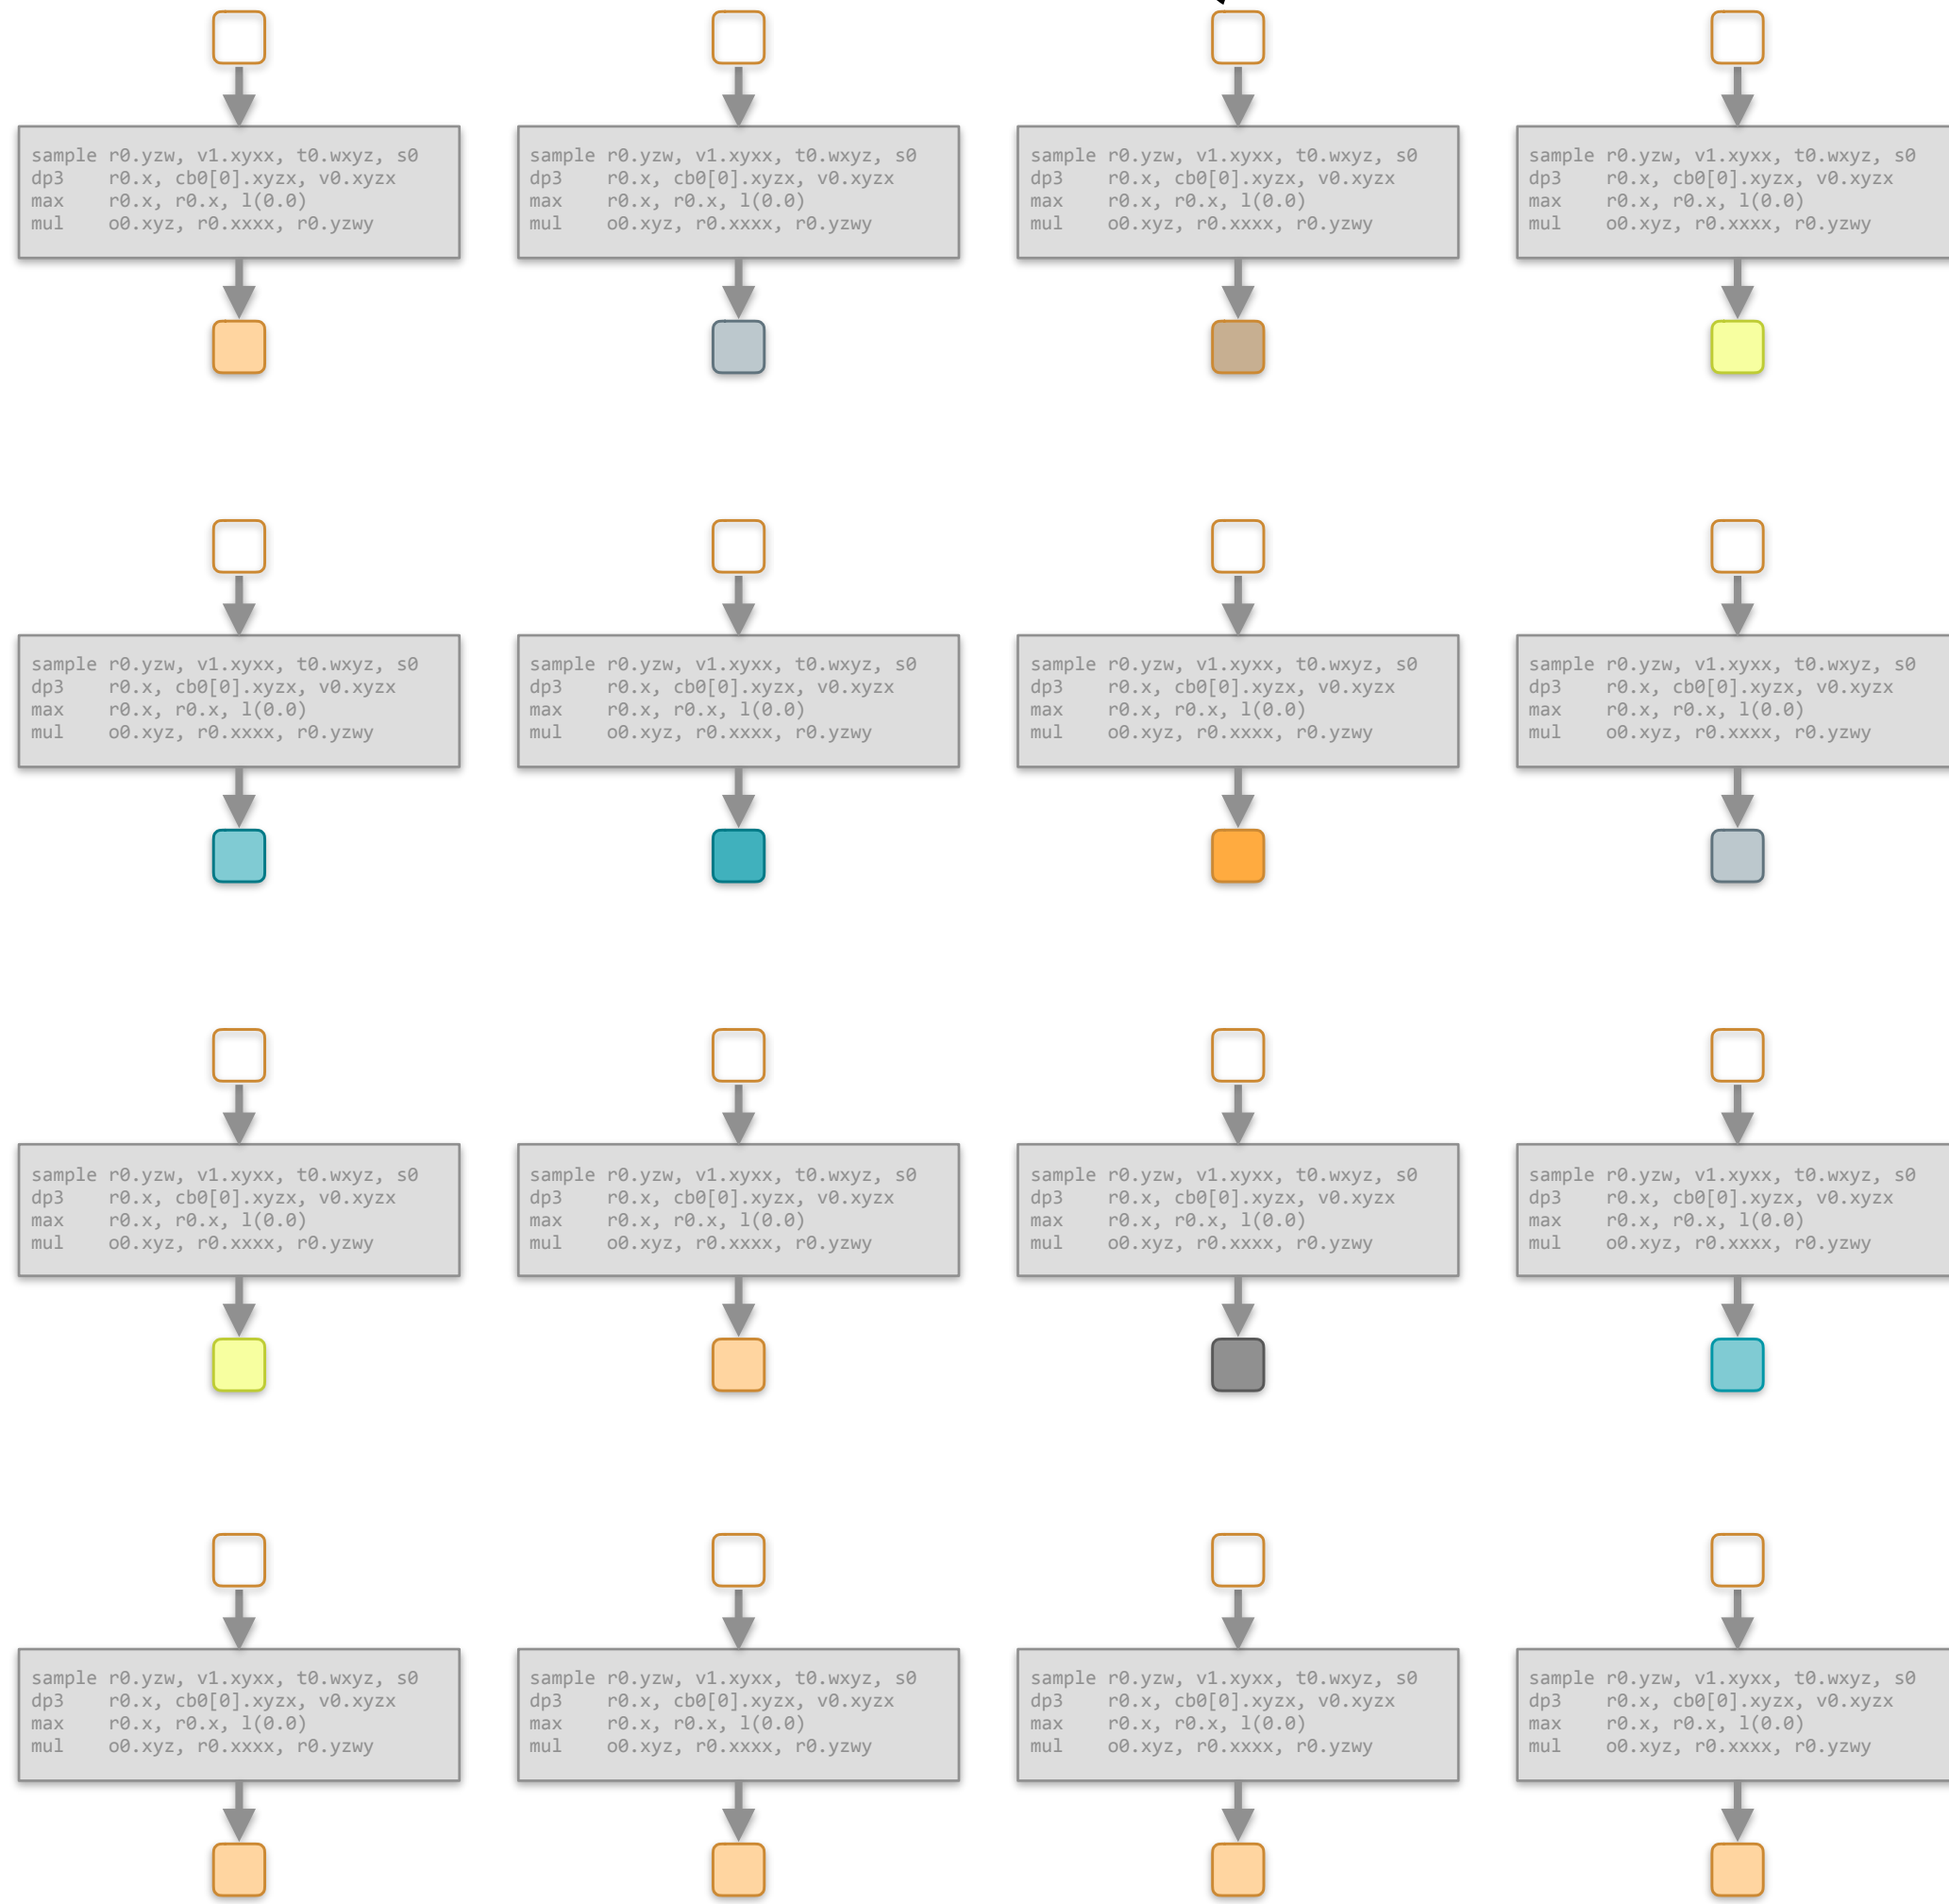 sample r0.yzw, v1.xyxx, t0.wxyz, s0
dp3    r0.x, cb0[0].xyzx, v0.xyzx
max    r0.x, r0.x, l(0.0)
mul    o0.xyz, r0.xxxx, r0.yzwy
sample r0.yzw, v1.xyxx, t0.wxyz, s0
dp3    r0.x, cb0[0].xyzx, v0.xyzx
max    r0.x, r0.x, l(0.0)
mul    o0.xyz, r0.xxxx, r0.yzwy
sample r0.yzw, v1.xyxx, t0.wxyz, s0
dp3    r0.x, cb0[0].xyzx, v0.xyzx
max    r0.x, r0.x, l(0.0)
mul    o0.xyz, r0.xxxx, r0.yzwy
sample r0.yzw, v1.xyxx, t0.wxyz, s0
dp3    r0.x, cb0[0].xyzx, v0.xyzx
max    r0.x, r0.x, l(0.0)
mul    o0.xyz, r0.xxxx, r0.yzwy
sample r0.yzw, v1.xyxx, t0.wxyz, s0
dp3    r0.x, cb0[0].xyzx, v0.xyzx
max    r0.x, r0.x, l(0.0)
mul    o0.xyz, r0.xxxx, r0.yzwy
sample r0.yzw, v1.xyxx, t0.wxyz, s0
dp3    r0.x, cb0[0].xyzx, v0.xyzx
max    r0.x, r0.x, l(0.0)
mul    o0.xyz, r0.xxxx, r0.yzwy
sample r0.yzw, v1.xyxx, t0.wxyz, s0
dp3    r0.x, cb0[0].xyzx, v0.xyzx
max    r0.x, r0.x, l(0.0)
mul    o0.xyz, r0.xxxx, r0.yzwy
sample r0.yzw, v1.xyxx, t0.wxyz, s0
dp3    r0.x, cb0[0].xyzx, v0.xyzx
max    r0.x, r0.x, l(0.0)
mul    o0.xyz, r0.xxxx, r0.yzwy
sample r0.yzw, v1.xyxx, t0.wxyz, s0
dp3    r0.x, cb0[0].xyzx, v0.xyzx
max    r0.x, r0.x, l(0.0)
mul    o0.xyz, r0.xxxx, r0.yzwy
sample r0.yzw, v1.xyxx, t0.wxyz, s0
dp3    r0.x, cb0[0].xyzx, v0.xyzx
max    r0.x, r0.x, l(0.0)
mul    o0.xyz, r0.xxxx, r0.yzwy
sample r0.yzw, v1.xyxx, t0.wxyz, s0
dp3    r0.x, cb0[0].xyzx, v0.xyzx
max    r0.x, r0.x, l(0.0)
mul    o0.xyz, r0.xxxx, r0.yzwy
sample r0.yzw, v1.xyxx, t0.wxyz, s0
dp3    r0.x, cb0[0].xyzx, v0.xyzx
max    r0.x, r0.x, l(0.0)
mul    o0.xyz, r0.xxxx, r0.yzwy
sample r0.yzw, v1.xyxx, t0.wxyz, s0
dp3    r0.x, cb0[0].xyzx, v0.xyzx
max    r0.x, r0.x, l(0.0)
mul    o0.xyz, r0.xxxx, r0.yzwy
sample r0.yzw, v1.xyxx, t0.wxyz, s0
dp3    r0.x, cb0[0].xyzx, v0.xyzx
max    r0.x, r0.x, l(0.0)
mul    o0.xyz, r0.xxxx, r0.yzwy
sample r0.yzw, v1.xyxx, t0.wxyz, s0
dp3    r0.x, cb0[0].xyzx, v0.xyzx
max    r0.x, r0.x, l(0.0)
mul    o0.xyz, r0.xxxx, r0.yzwy
sample r0.yzw, v1.xyxx, t0.wxyz, s0
dp3    r0.x, cb0[0].xyzx, v0.xyzx
max    r0.x, r0.x, l(0.0)
mul    o0.xyz, r0.xxxx, r0.yzwy